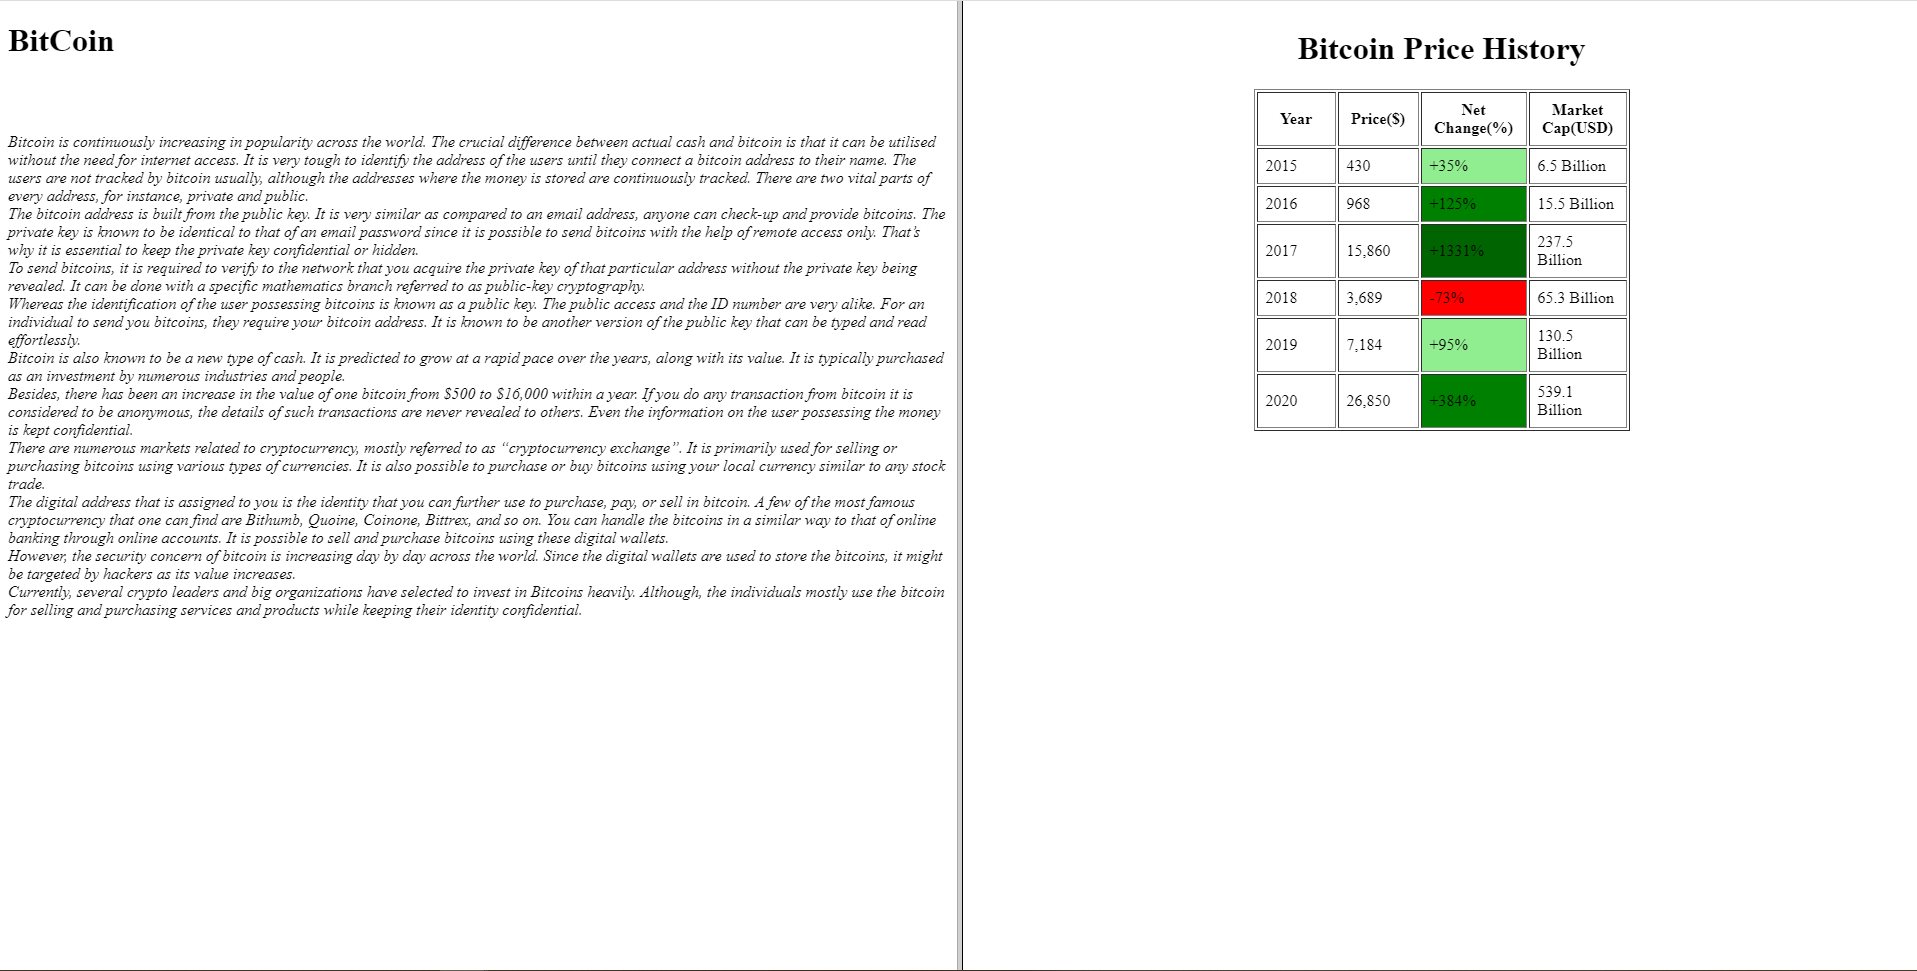 BitCoin
Bitcoin is continuously increasing in popularity across the world. The crucial difference between actual cash and bitcoin is that it can be utilised
without the need for internet access. It is very tough to identify the address of the users until they connect a bitcoin address to their name. The
users are not tracked by bitcoin usually, although the addresses where the money is stored are continuously tracked. There are two vital parts of
every address, for instance, private and public.
The bitcoin address is built from the public key. It is very similar as compared to an email address, anyone can check-up and provide bitcoins. The
private key is known to be identical to that of an email password since it is possible to send bitcoins with the help of remote access only. That's
why it is essential to keep the private key confidential or hidden.
To send bitcoins, it is required to verify to the network that you acquire the private key of that particular address without the private key being
revealed. It can be done with a specific mathematics branch referred to as public-key cryptography.
Whereas the identification of the user possessing bitcoins is known as a public key. The public access and the ID number are very alike. For an
individual to send you bitcoins, they require your bitcoin address. It is known to be another version of the public key that can be typed and read
effortlessly.
Bitcoin is also known to be a new type of cash. It is predicted to grow at a rapid pace over the years, along with its value. It is typically purchased
as an investment by numerous industries and people.
Besides, there has been an increase in the value of one bitcoin from $500 to $16,000 within a year. If you do any transaction from bitcoin it is
considered to be anonymous, the details of such transactions are never revealed to others. Even the information on the user possessing the money
is kept confidential.
There are numerous markets related to cryptocurrency, mostly referred to as “cryptocurrency exchange”. It is primarily used for selling or
purchasing bitcoins using various types of currencies. It is also possible to purchase or buy bitcoins using your local currency similar to any stock
trade.
The digital address that is assigned to you is the identity that you can further use to purchase, pay, or sell in bitcoin. A few of the most famous
cryptocurrency that one can find are Bithumb, Quoine, Coinone, Bittrex, and so on. You can handle the bitcoins in a similar way to that of online
banking through online accounts. It is possible to sell and purchase bitcoins using these digital wallets.
However, the security concern of bitcoin is increasing day by day across the world. Since the digital wallets are used to store the bitcoins, it might
be targeted by hackers as its value increases.
Currently, several crypto leaders and big organizations have selected to invest in Bitcoins heavily. Although, the individuals mostly use the bitcoin
for selling and purchasing services and products while keeping their identity confidential.
Bitcoin Price History
Year Price($) Net Change(%) Market Cap(USD)
2015 430 +35% 6.5 Billion
2016 968 +125% 15.5 Billion
2017 15,860 +1331% 237.5 Billion
2018 3,689 -73% 65.3 Billion
2019 7,184 +95% 130.5 Billion
2020 26,850 +384% 539.1 Billion